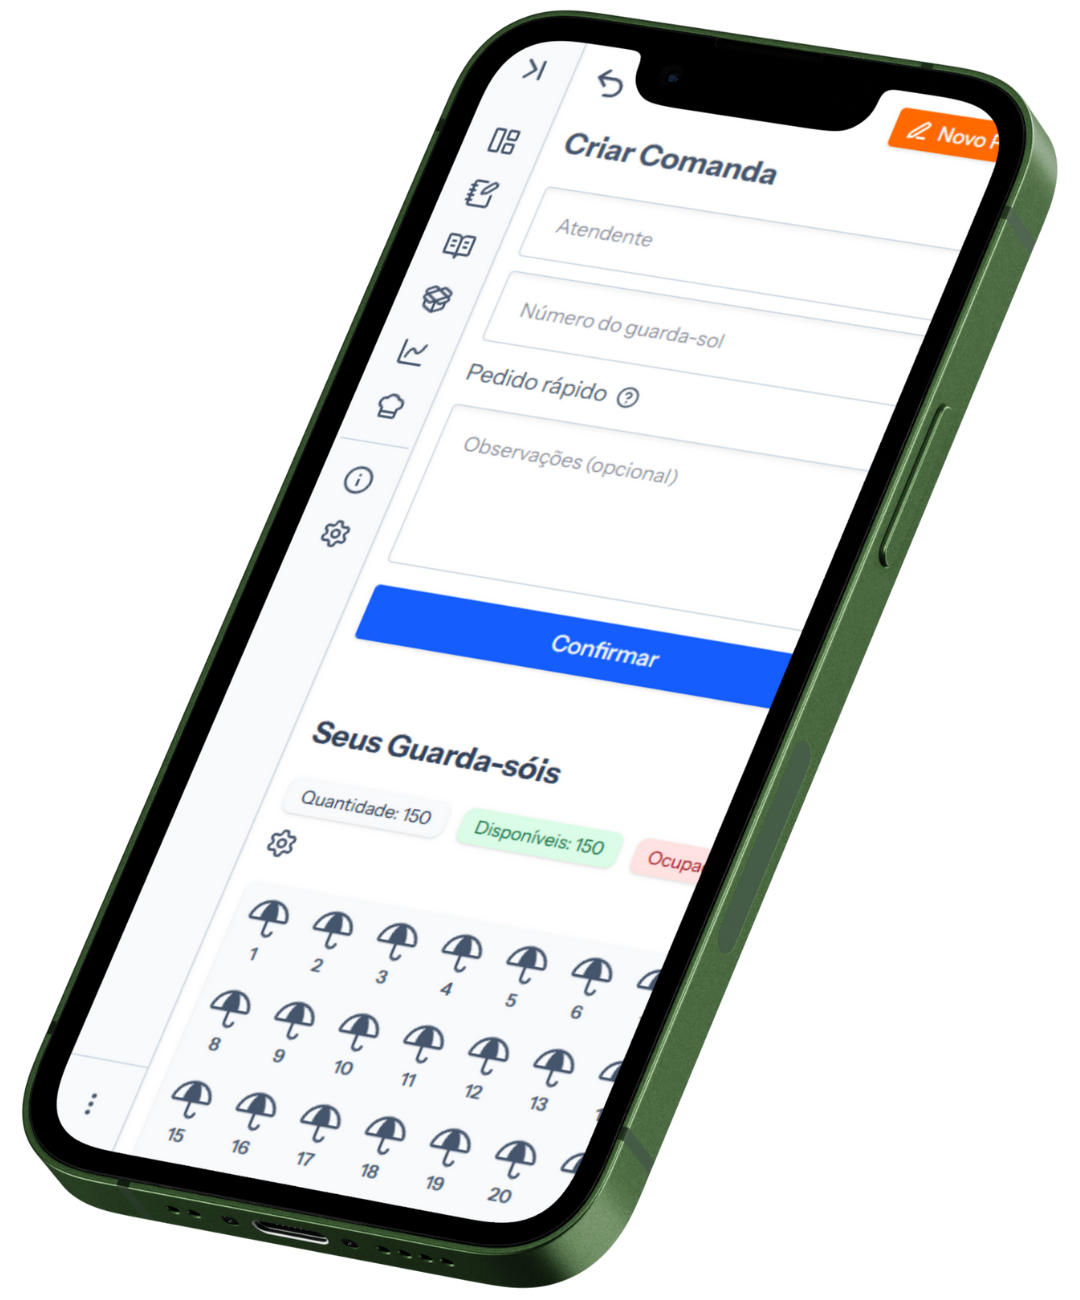 Novo
Criar Comanda
Atendente
Número do guarda-sol
Pedido rápido
Observações (opcional)
Confirmar
Seus Guarda-sóis
Quantidade: 150 Disponíveis: 150
1 2 3 4 5 6
8 9 10 11 12 13
15 16 17 18 19 20